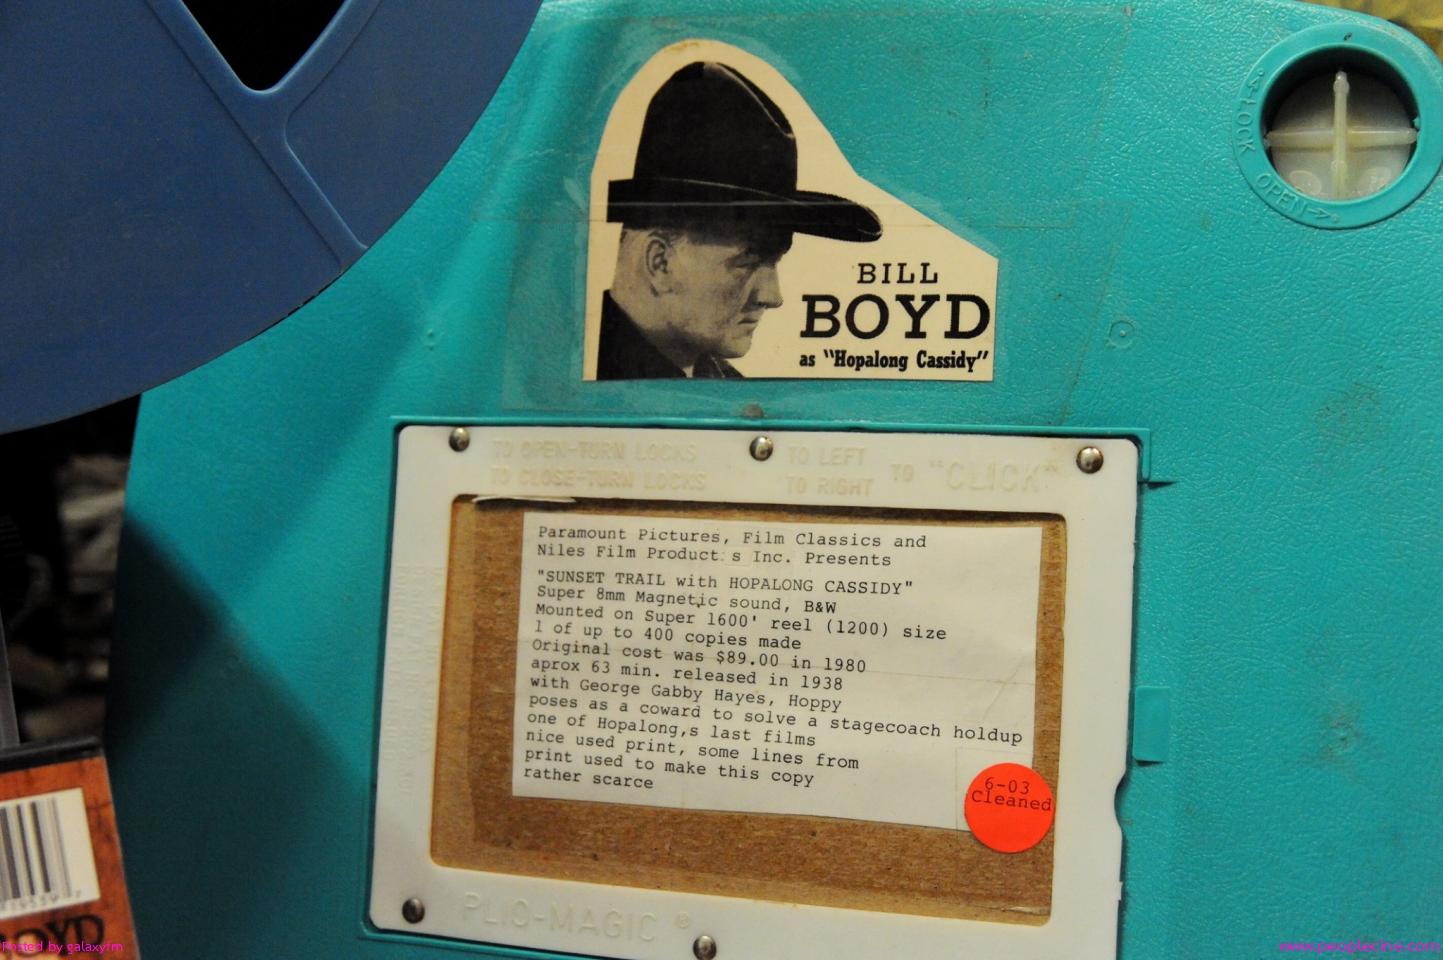 LOCK
OPEN
BILL
BOYD
as "Hopalong Cassidy"
TO OPEN-TURN LOCKS TO LEFT
TO CLOSE-TURN LOCKS TO RIGHT
TO "CLICK"
Paramount Pictures, Film Classics and
Niles Film Product s Inc. Presents
"SUNSET TRAIL with HOPALONG CASSIDY"
Super 8mm Magnetic sound, B&W
Mounted on Super 1600' reel (1200) size
1 of up to 400 copies made
Original cost was $89.00 in 1980
aprox 63 min. released in 1938
with George Gabby Hayes, Hoppy
poses as a coward to solve a stagecoach holdup
one of Hopalong,s last films
nice used print, some lines from
print used to make this copy
rather scarce
6-03
Cleaned
PLIO-MAGIC ®
BOYD
Posted by galaxyfm
www.peoplecine.com